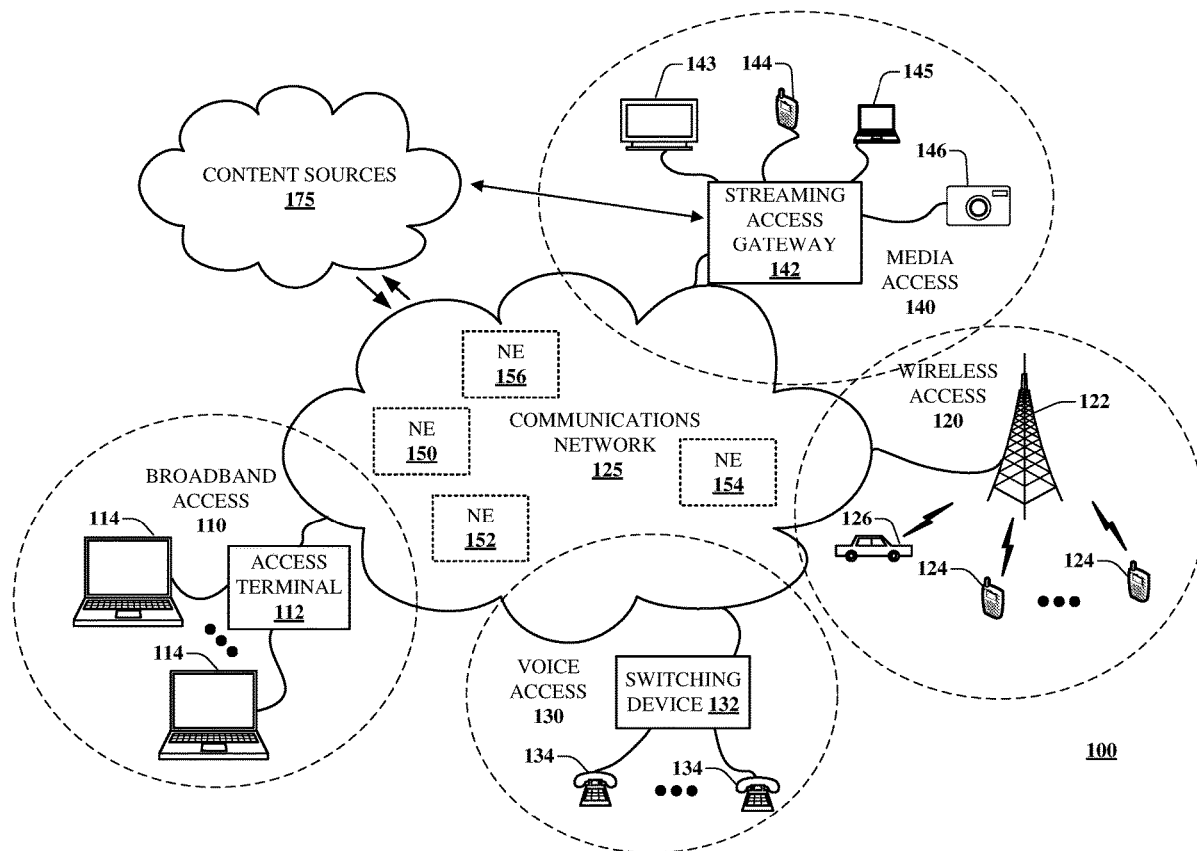 143
144
145
146
CONTENT SOURCES
175
STREAMING
ACCESS
GATEWAY
142
MEDIA
ACCESS
140
NE
156
COMMUNICATIONS
NETWORK
125
NE
150
NE
154
NE
152
WIRELESS
ACCESS
120
122
126
124
124
BROADBAND
ACCESS
110
114
ACCESS
TERMINAL
112
114
VOICE
ACCESS
130
SWITCHING
DEVICE 132
134
134
100